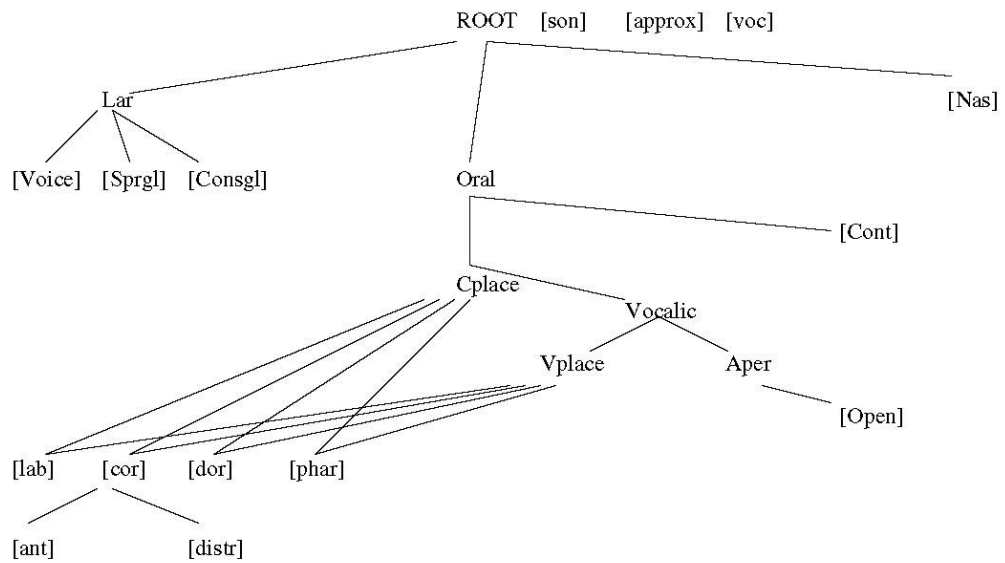 ROOT [son] [approx] [voc]
Lar [Nas]
[Voice] [Sprgl] [Consgl] Oral
[Cont]
Cplace
Vocalic
Vplace Aper
[Open]
[lab] [cor] [dor] [phar]
[ant] [distr]